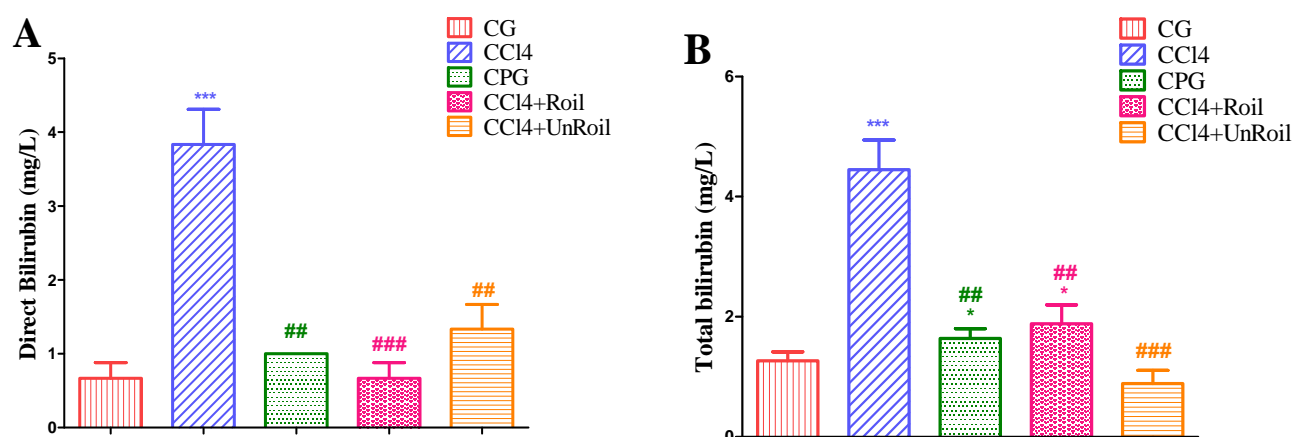 A
CG
CCl4
CPG
CCl4+Roil
CCl4+UnRoil
Direct Bilirubin (mg/L)
5
4
3
2
1
0
***
##
###
##
B
CG
CCl4
CPG
CCl4+Roil
CCl4+UnRoil
Total bilirubin (mg/L)
6
4
2
0
***
##
*
##
*
###